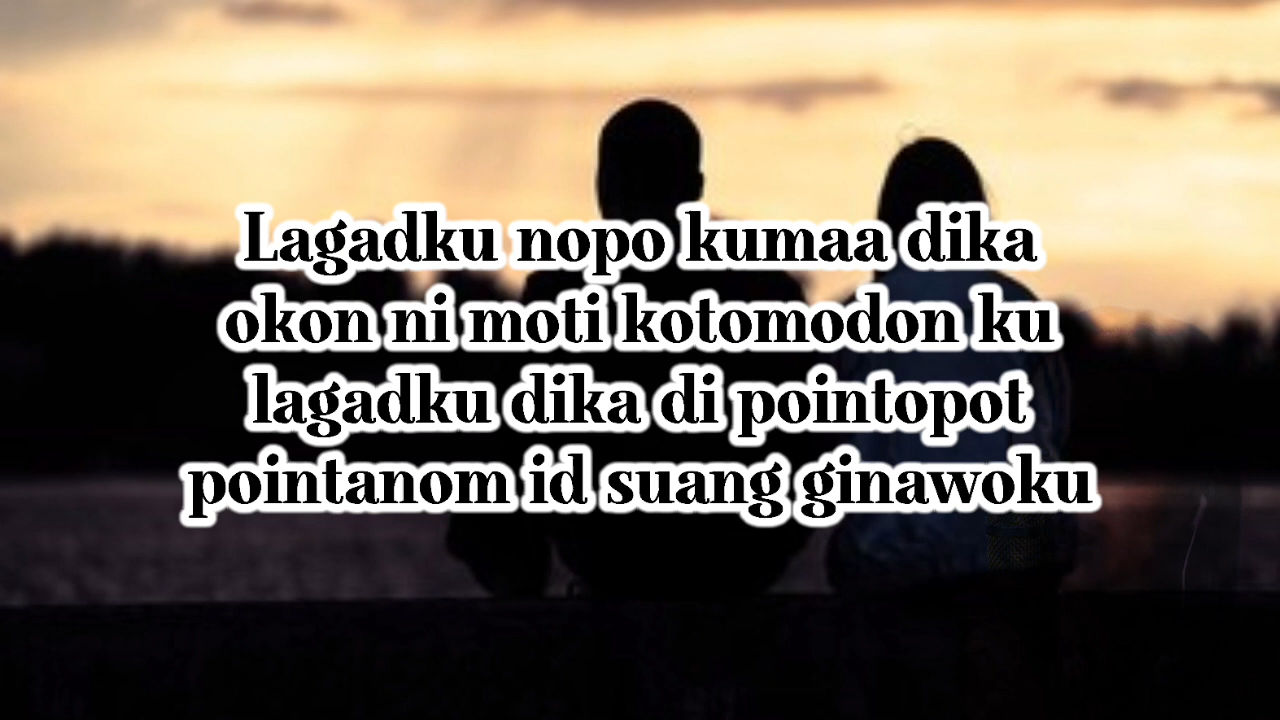 Lagadku nopo kumaa dika
okon ni moti kotomodon ku
lagadku dika di pointopot
pointanom id suang ginawoku